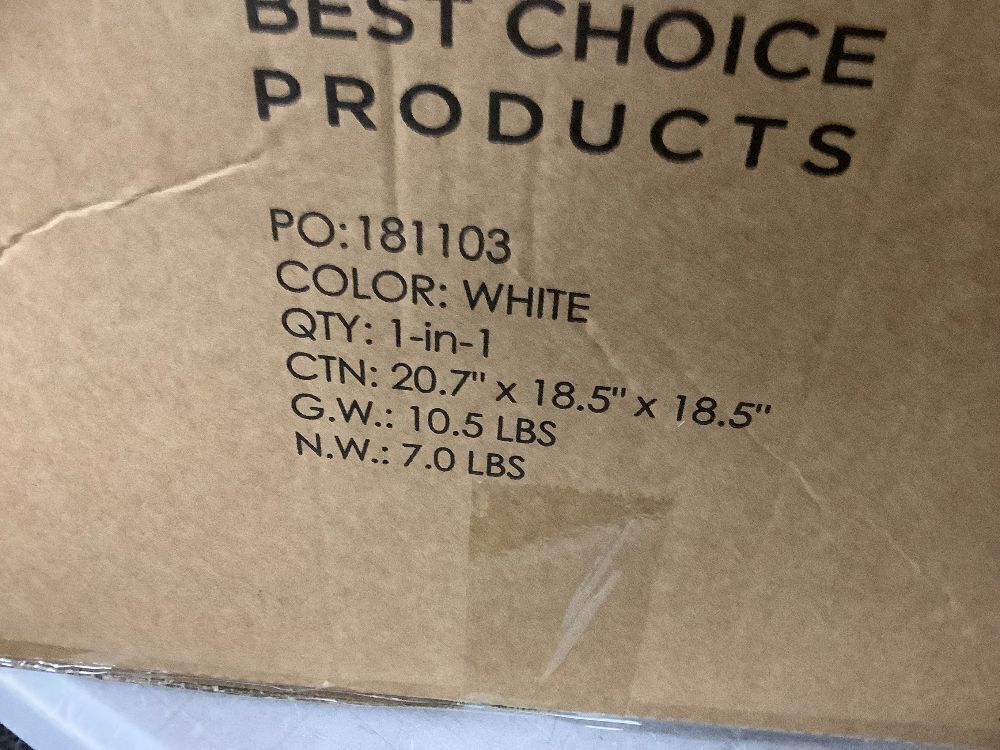 BEST CHOICE
PRODUCTS
PO:181103
COLOR: WHITE
QTY: 1-in-1
CTN: 20.7" x 18.5" x 18.5"
G.W.: 10.5 LBS
N.W.: 7.0 LBS